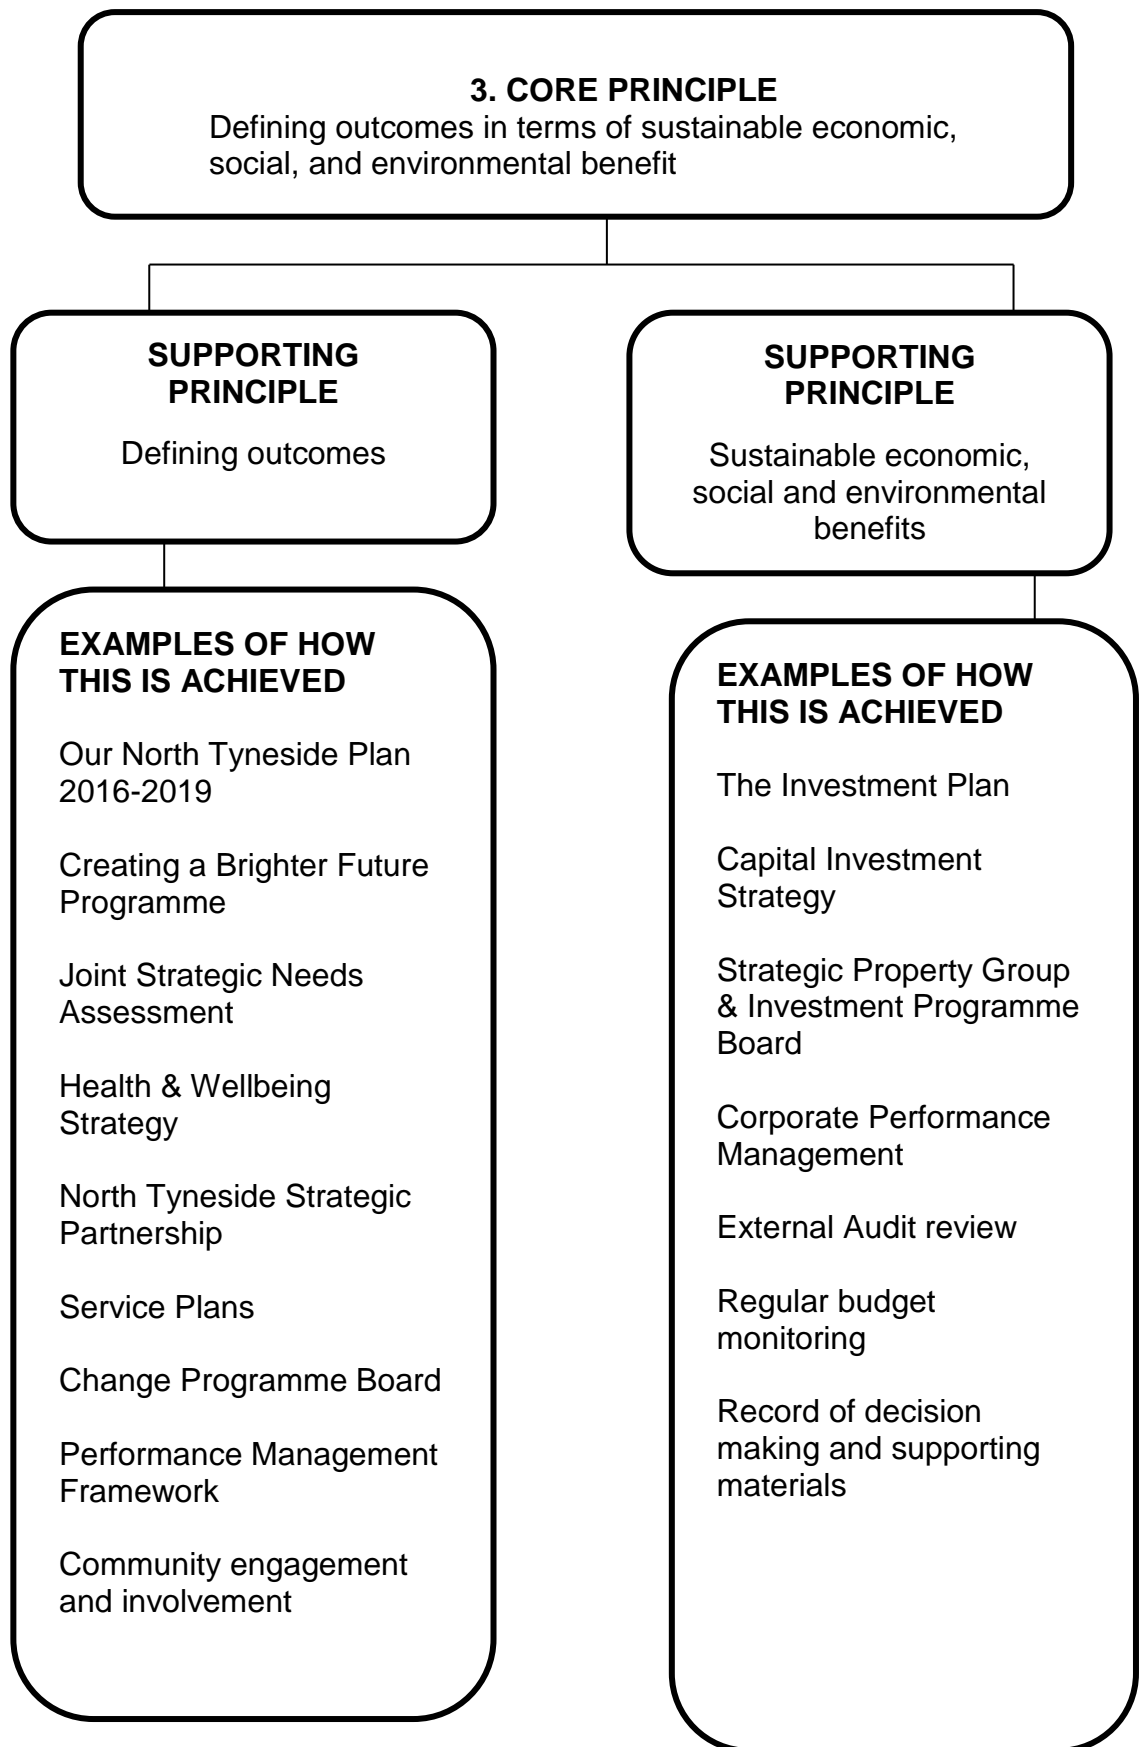 3. CORE PRINCIPLE
Defining outcomes in terms of sustainable economic,
social, and environmental benefit
SUPPORTING
PRINCIPLE
Defining outcomes
SUPPORTING
PRINCIPLE
Sustainable economic,
social and environmental
benefits
EXAMPLES OF HOW
THIS IS ACHIEVED
Our North Tyneside Plan
2016-2019
Creating a Brighter Future
Programme
Joint Strategic Needs
Assessment
Health & Wellbeing
Strategy
North Tyneside Strategic
Partnership
Service Plans
Change Programme Board
Performance Management
Framework
Community engagement
and involvement
EXAMPLES OF HOW
THIS IS ACHIEVED
The Investment Plan
Capital Investment
Strategy
Strategic Property Group
& Investment Programme
Board
Corporate Performance
Management
External Audit review
Regular budget
monitoring
Record of decision
making and supporting
materials